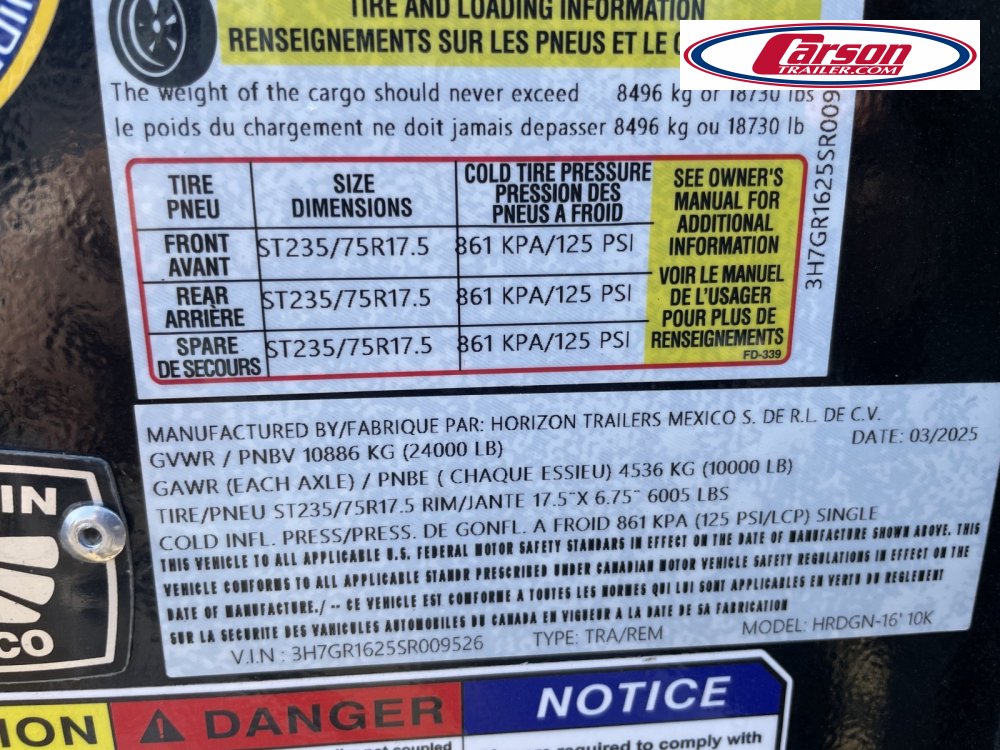 TIRE AND LOADING INFORMATION
RENSEIGNEMENTS SUR LES PNEUS ET LE
Carson
TRAILER.COM
The weight of the cargo should never exceed 8496 kg or 18730 lbs
le poids du chargement ne doit jamais depasser 8496 kg ou 18730 lb
3H7GR1625SR009
TIRE
PNEU
SIZE
DIMENSIONS
COLD TIRE PRESSURE
PRESSION DES
PNEUS A FROID
FRONT
AVANT
ST235/75R17.5
861 KPA/125 PSI
REAR
ARRIÈRE
ST235/75R17.5
861 KPA/125 PSI
SPARE
DE SECOURS
ST235/75R17.5
861 KPA/125 PSI
SEE OWNER'S
MANUAL FOR
ADDITIONAL
INFORMATION
VOIR LE MANUEL
DE L'USAGER
POUR PLUS DE
RENSEIGNEMENTS
FD-339
MANUFACTURED BY/FABRIQUE PAR: HORIZON TRAILERS MEXICO S. DE R.L. DE C.V.
GVWR / PNBV 10886 KG (24000 LB) DATE: 03/2025
GAWR (EACH AXLE) / PNBE ( CHAQUE ESSIEU) 4536 KG (10000 LB)
TIRE/PNEU ST235/75R17.5 RIM/JANTE 17.5"X 6.75" 6005 LBS
COLD INFL. PRESS/PRESS. DE GONFL. A FROID 861 KPA (125 PSI/LCP) SINGLE
THIS VEHICLE TO ALL APPLICABLE U.S. FEDERAL MOTOR SAFETY STANDARS IN EFFECT ON THE DATE OF MANUFACTURE SHOWN ABOVE. THIS
VEHICLE CONFORMS TO ALL APPLICABLE STANDR PRESCRIBED UNDER CANADIAN MOTOR VEHICLE SAFETY REGULATIONS IN EFFECT ON THE
DATE OF MANUFACTURE./ -- CE VEHICLE EST CONFORME A TOUTES LES NORMES QUI LUI SONT APPLICABLES EN VERTU DU REGLEMENT
SUR LA SECURITE DES VAHICULES AUTOMOBILES DU CANADA EN VIGUEUR A LA DATE DE SA FABRICATION
V.I.N : 3H7GR1625SR009526 TYPE: TRA/REM MODEL: HRDGN-16' 10K
IN
CO
ION
DANGER
NOTICE
coupled
required to comply with